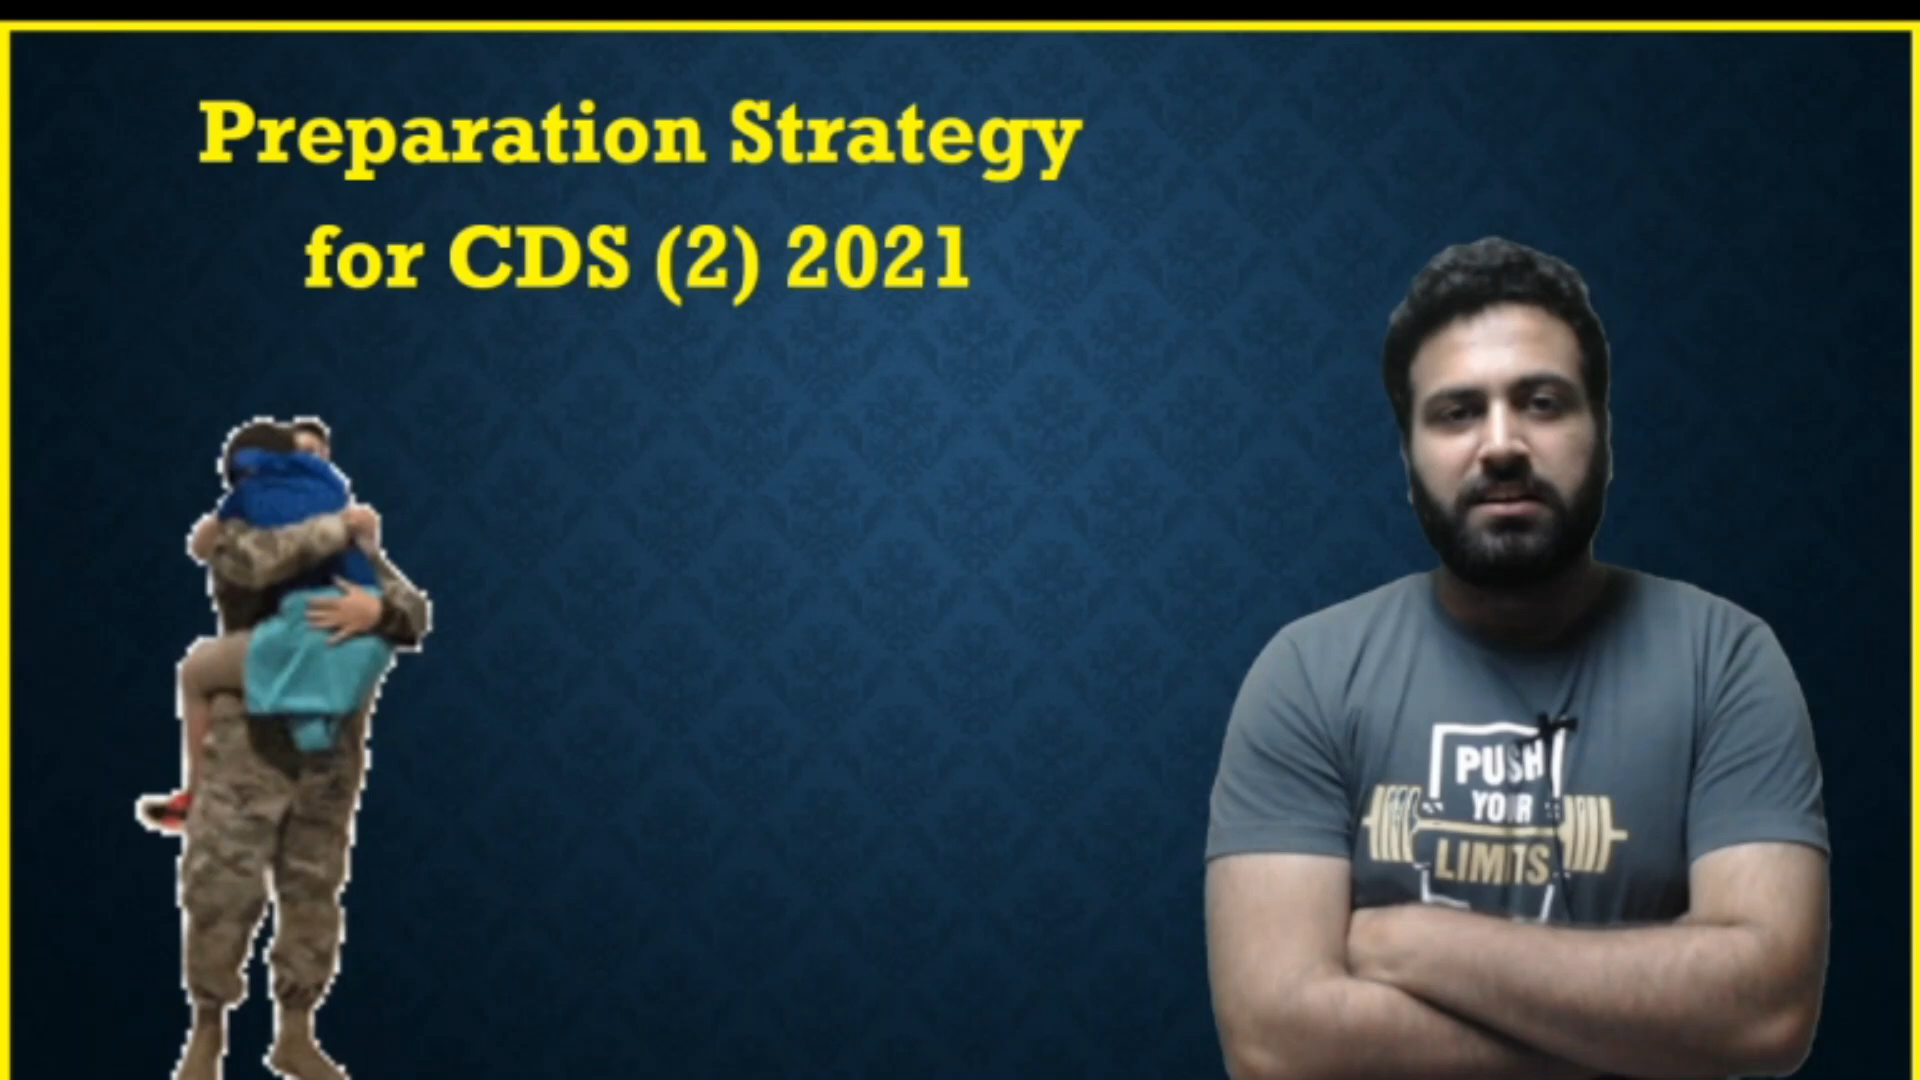 Preparation Strategy
for CDS (2) 2021
PUSH
YOUR
LIMITS